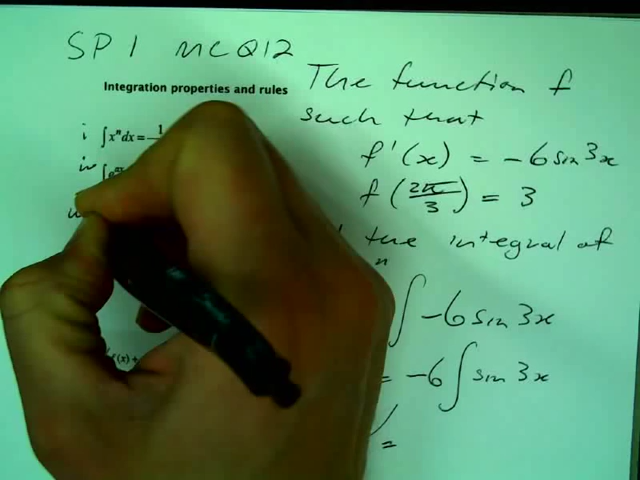 SP1 MCQ12
Integration properties and rules
The function f
such that
f'(x) = -6 sin 3x
f(2π/3) = 3
i ∫xⁿdx =
the integral of
∫ -6 sin 3x
= -6 ∫ sin 3x
=